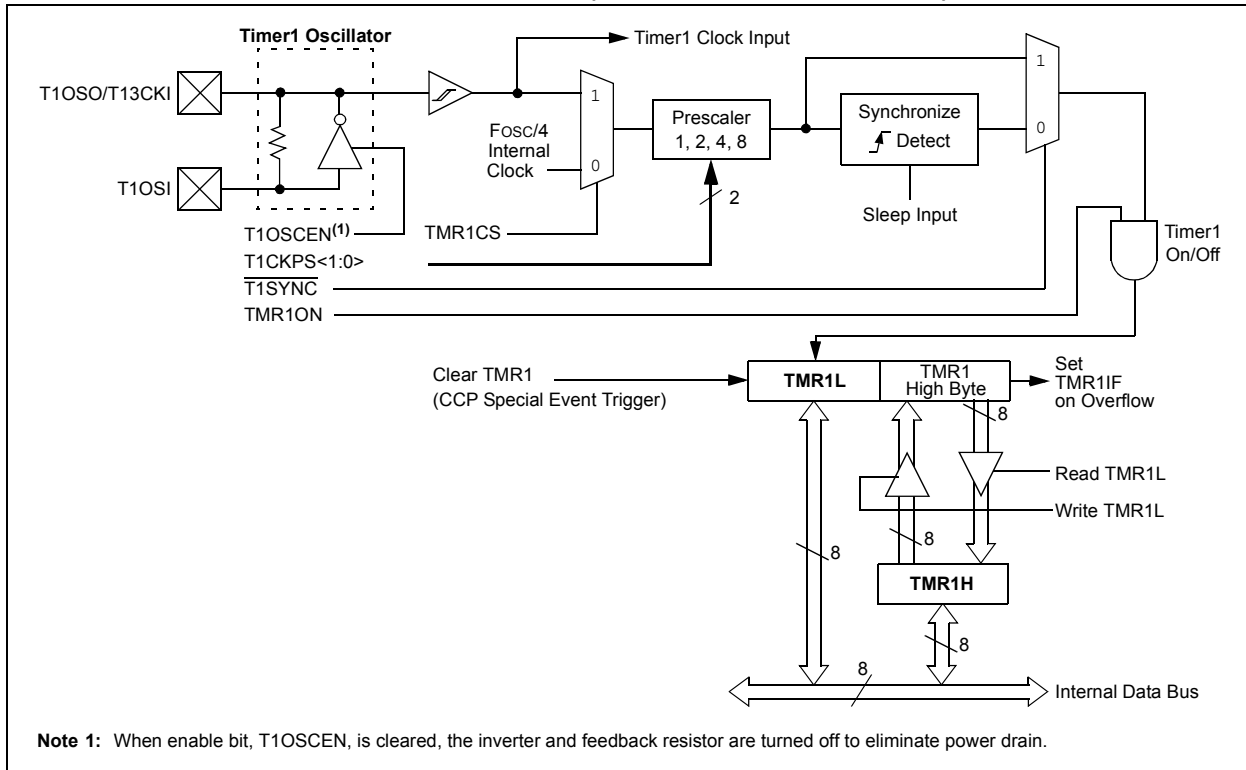 Timer1 Oscillator
Timer1 Clock Input
T1OSO/T13CKI
1
FOSC/4
Internal
Clock
0
Prescaler
1, 2, 4, 8
Synchronize
Detect
1
0
T1OSI
2
Sleep Input
T1OSCEN(1)
TMR1CS
T1CKPS<1:0>
T1SYNC
TMR1ON
Timer1
On/Off
Clear TMR1
(CCP Special Event Trigger)
TMR1L
TMR1
High Byte
Set
TMR1IF
on Overflow
8
Read TMR1L
Write TMR1L
8
8
TMR1H
8
8
Internal Data Bus
Note 1: When enable bit, T1OSCEN, is cleared, the inverter and feedback resistor are turned off to eliminate power drain.